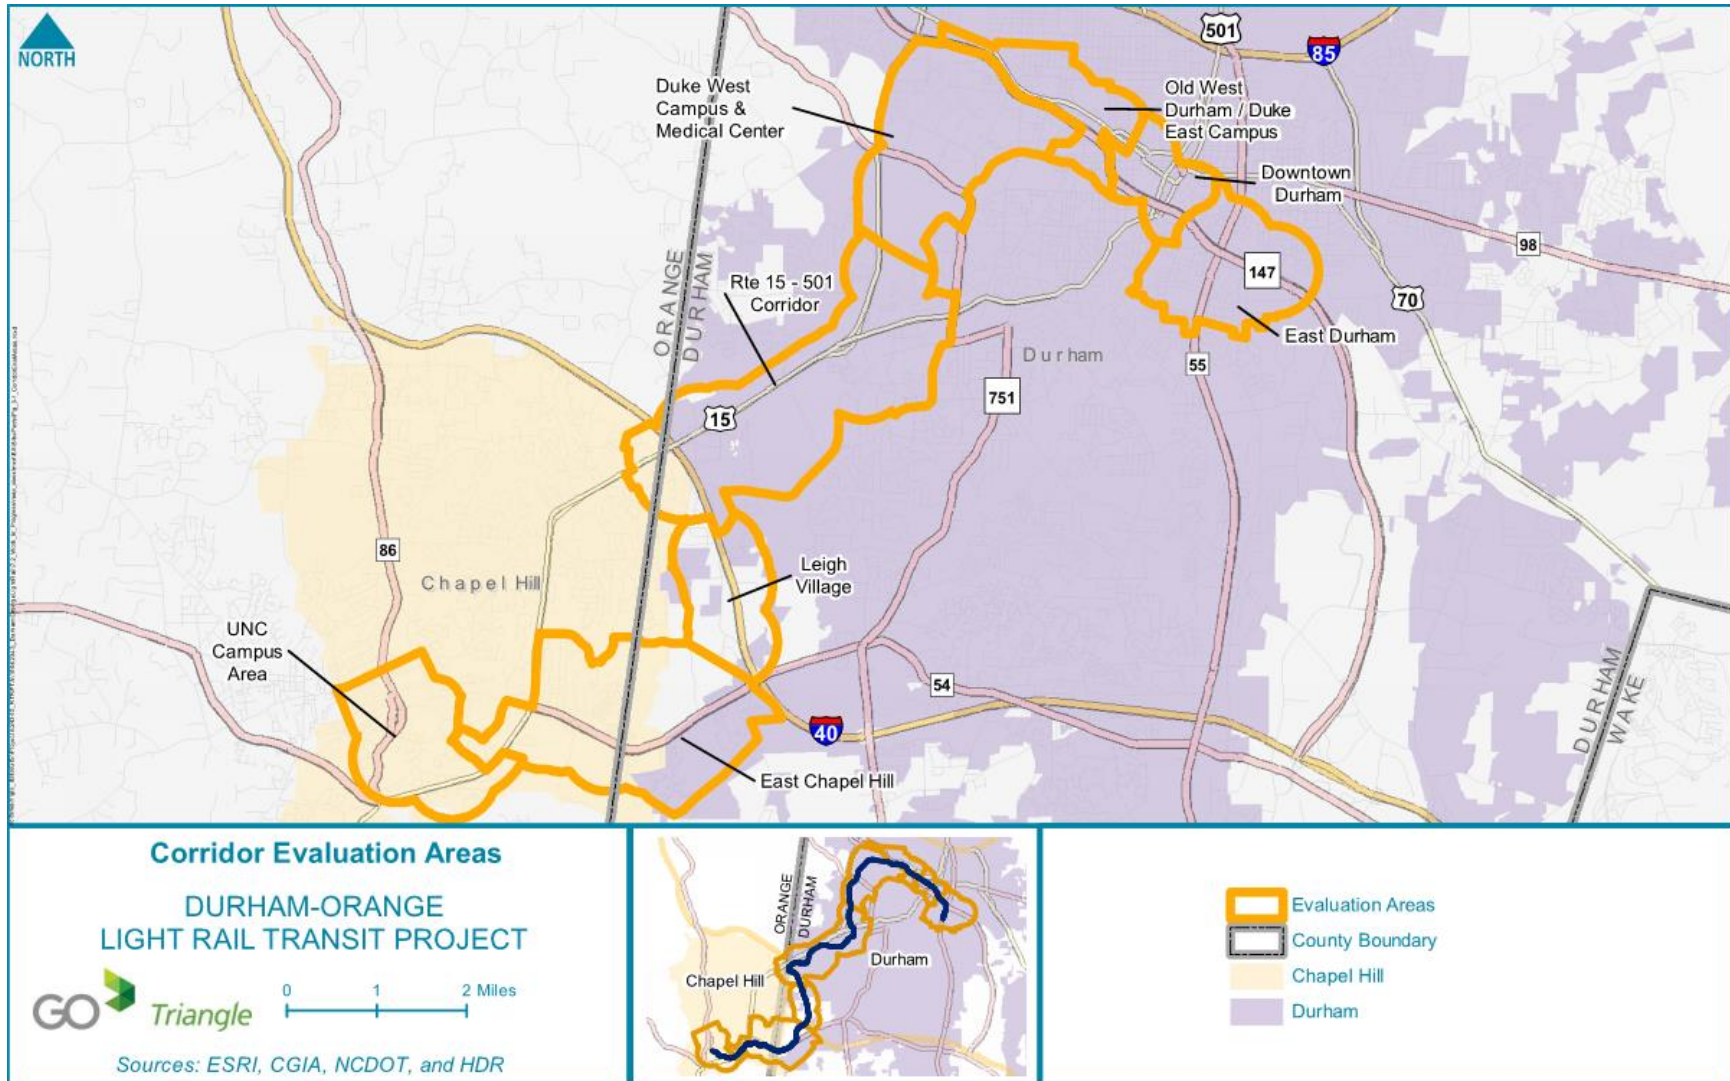 NORTH
501
85
Duke West
Campus &
Medical Center
Old West
Durham / Duke
East Campus
Downtown
Durham
98
147
70
ORANGE
DURHAM
Rte 15 - 501
Corridor
East Durham
Durham
55
751
15
86
Chapel Hill
Leigh
Village
UNC
Campus
Area
54
40
East Chapel Hill
DURHAM
WAKE
Corridor Evaluation Areas
DURHAM-ORANGE
LIGHT RAIL TRANSIT PROJECT
GO Triangle
0 1 2 Miles
Sources: ESRI, CGIA, NCDOT, and HDR
ORANGE
DURHAM
Durham
Chapel Hill
Evaluation Areas
County Boundary
Chapel Hill
Durham